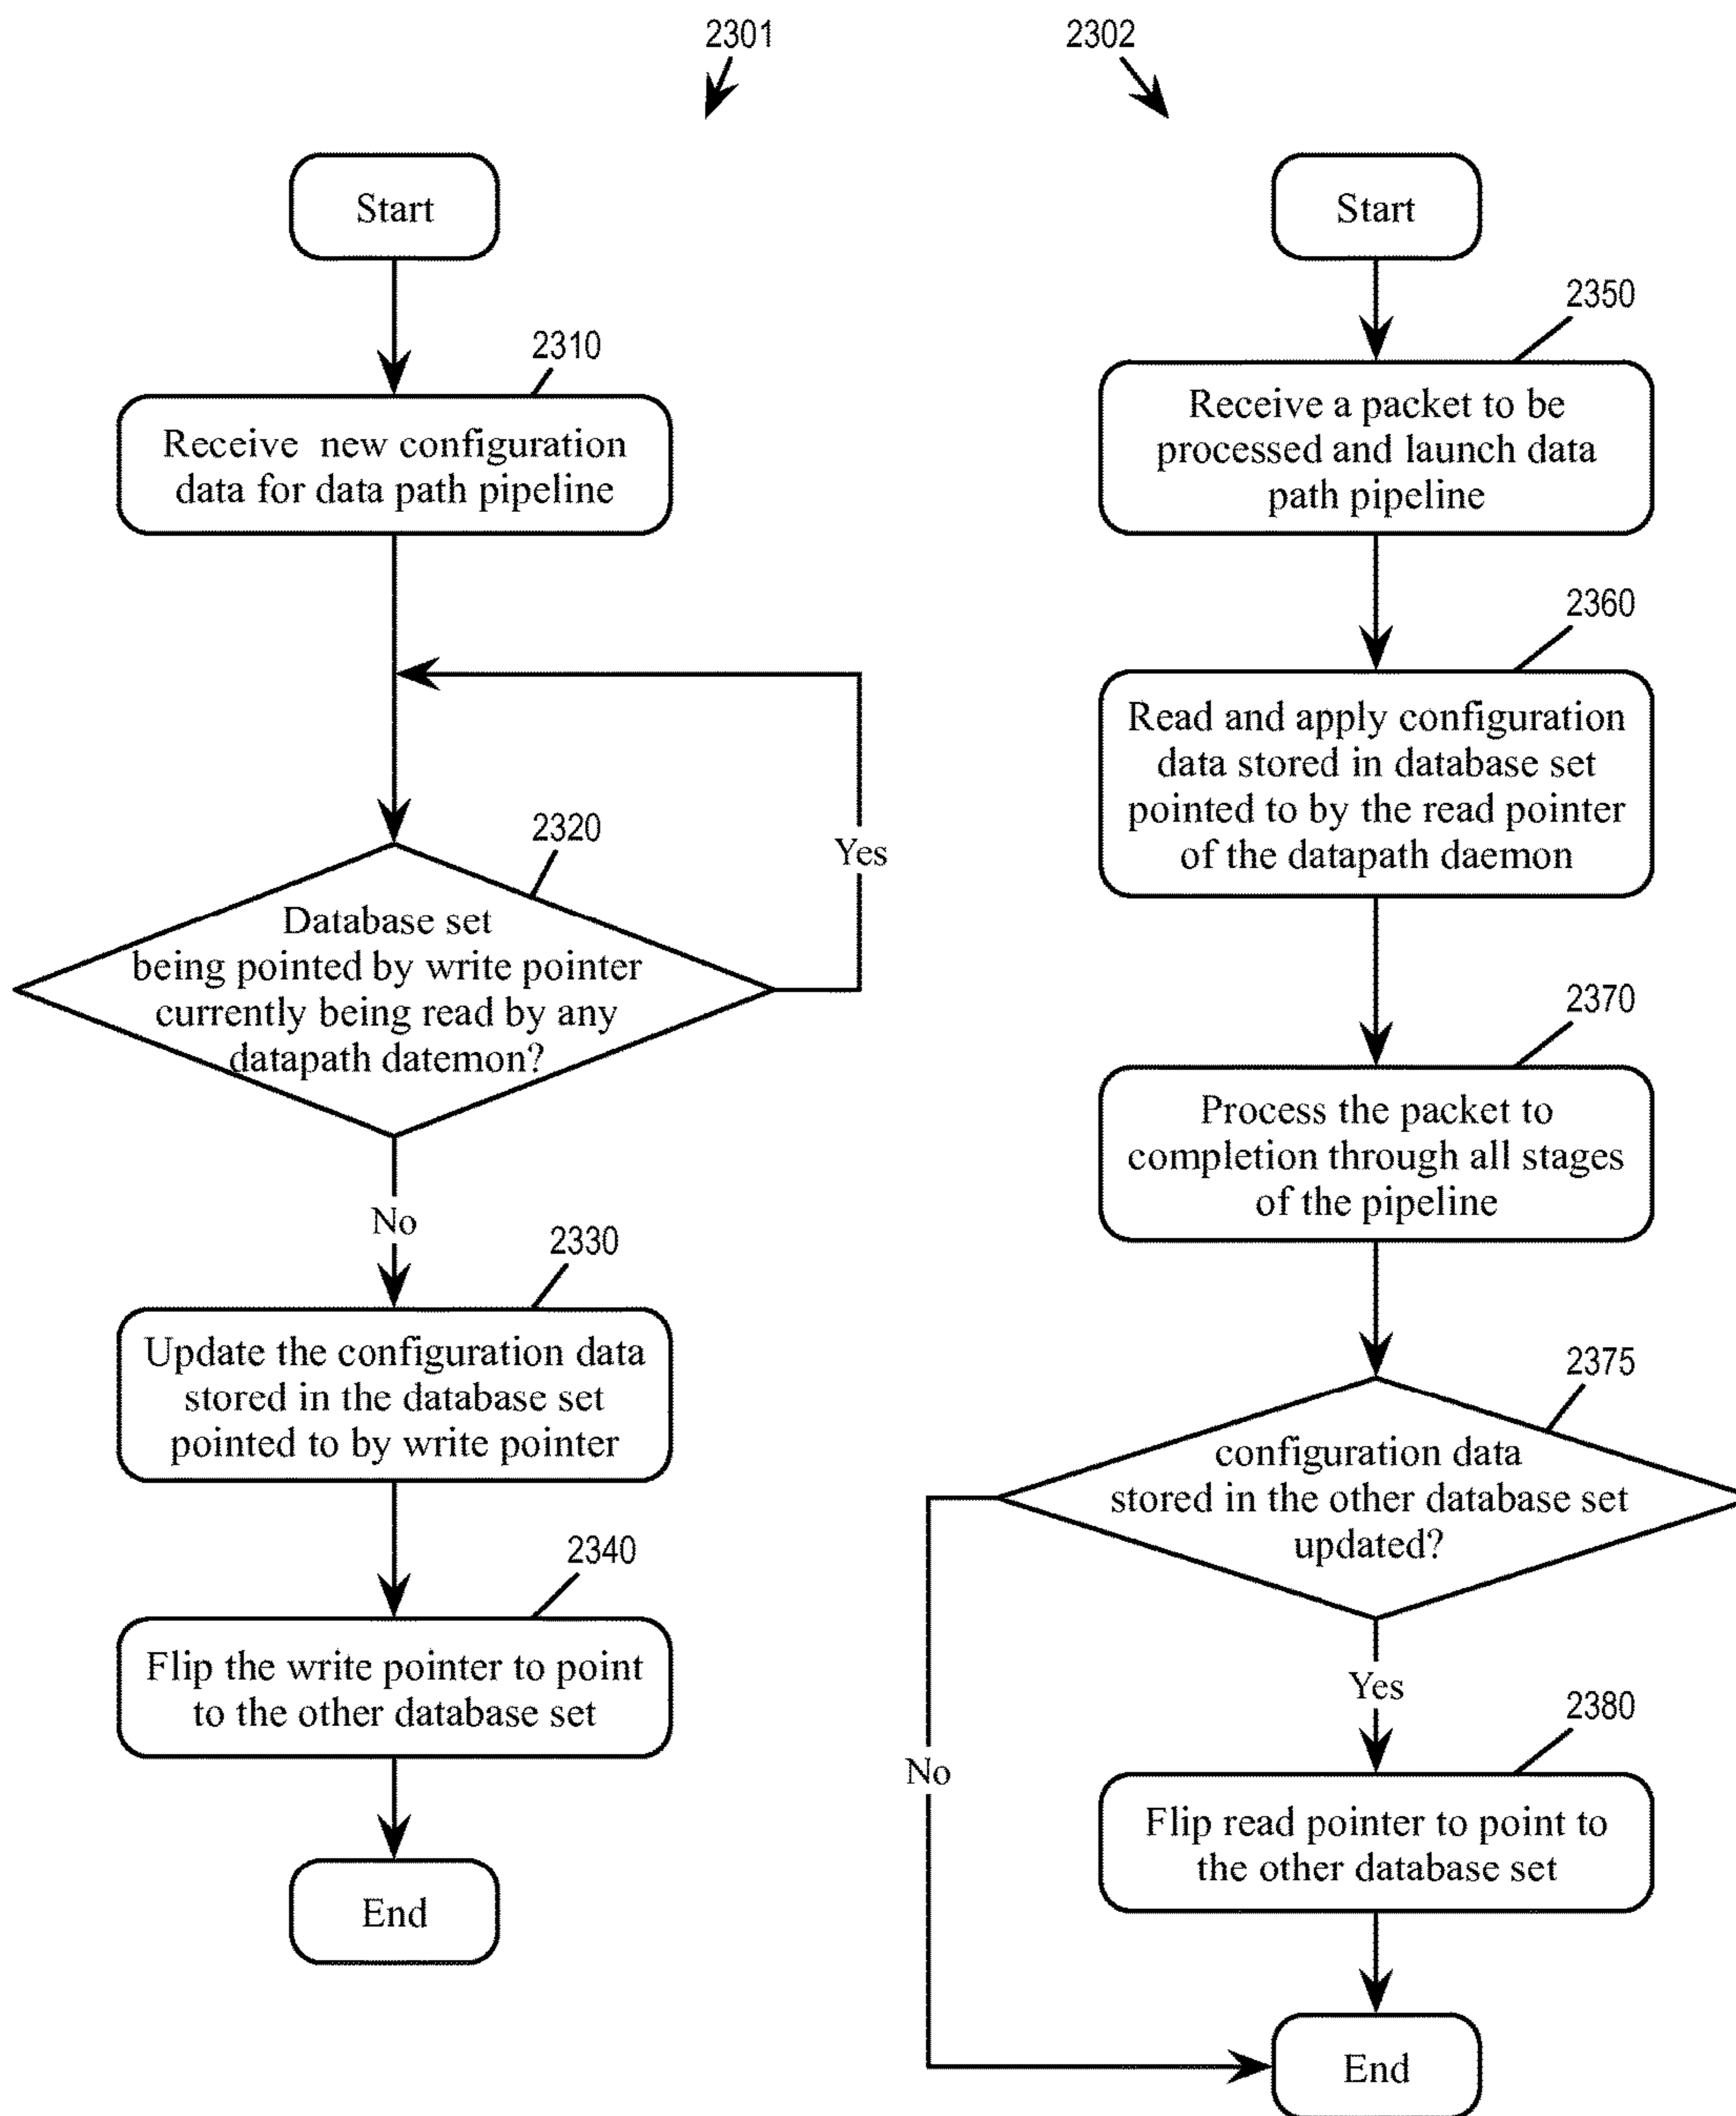 2301
2302
Start
2310
Receive new configuration
data for data path pipeline
2320
Database set
being pointed by write pointer
currently being read by any
datapath datemon?
Yes
No
2330
Update the configuration data
stored in the database set
pointed to by write pointer
2340
Flip the write pointer to point
to the other database set
End
Start
2350
Receive a packet to be
processed and launch data
path pipeline
2360
Read and apply configuration
data stored in database set
pointed to by the read pointer
of the datapath daemon
2370
Process the packet to
completion through all stages
of the pipeline
2375
configuration data
stored in the other database set
updated?
Yes
No
2380
Flip read pointer to point to
the other database set
End